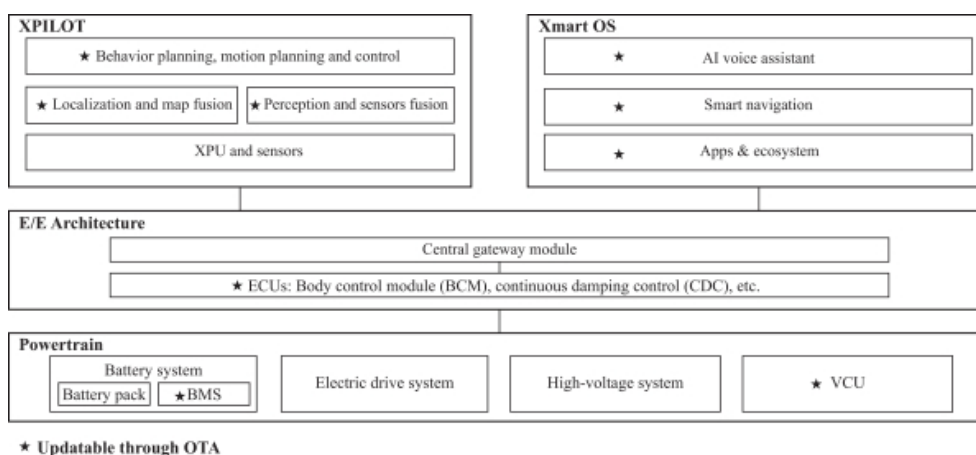 XPILOT
★ Behavior planning, motion planning and control
★ Localization and map fusion
★ Perception and sensors fusion
XPU and sensors
Xmart OS
★ AI voice assistant
★ Smart navigation
★ Apps & ecosystem
E/E Architecture
Central gateway module
★ ECUs: Body control module (BCM), continuous damping control (CDC), etc.
Powertrain
Battery system
Battery pack
★BMS
Electric drive system
High-voltage system
★ VCU
★ Updatable through OTA